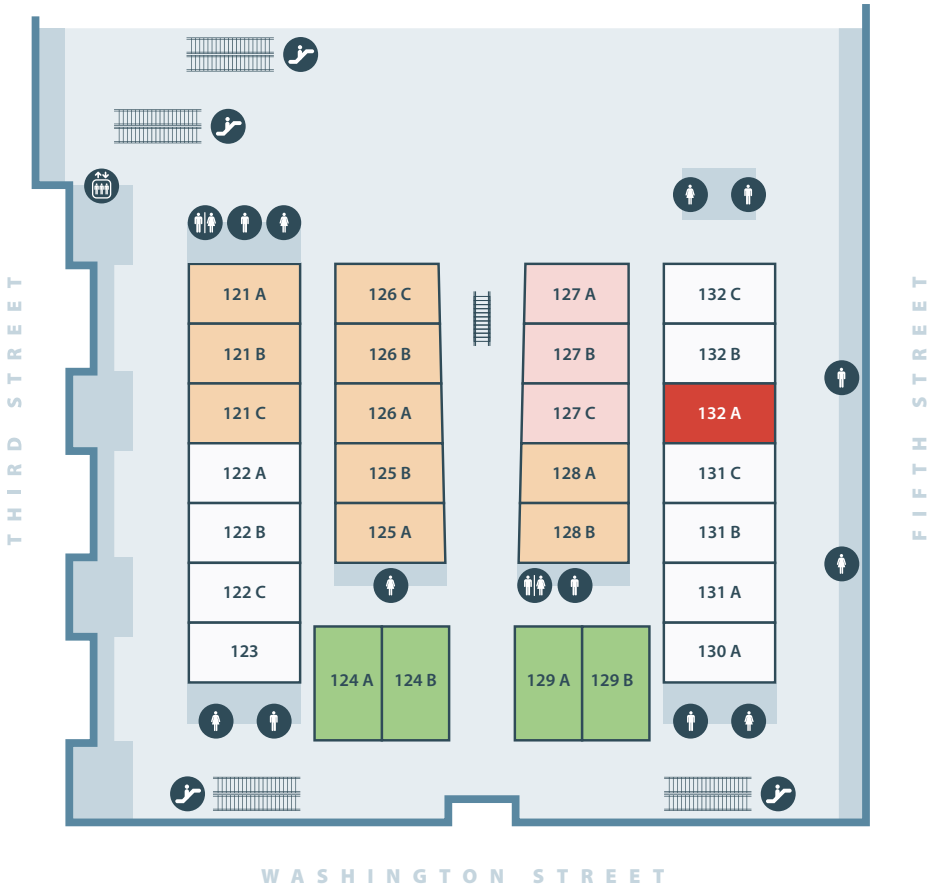 THIRD STREET
FIFTH STREET
121 A
126 C
127 A
132 C
121 B
126 B
127 B
132 B
121 C
126 A
127 C
132 A
122 A
125 B
128 A
131 C
122 B
125 A
128 B
131 B
122 C
131 A
123
130 A
124 A
124 B
129 A
129 B
WASHINGTON STREET